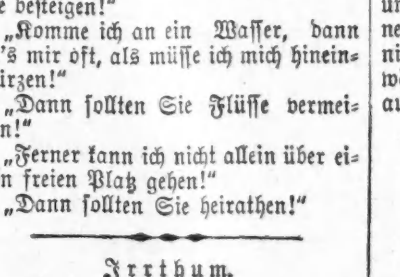 e besteigen!“
„Komme ich an ein Wasser, dann
's mir oft, als müsse ich mich hinein-
ürzen!“
„Dann sollten Sie Flüsse vermei-
n!“
„Ferner kann ich nicht allein über ei-
n freien Platz gehen!“
„Dann sollten Sie heirathen!“
Irrthum.